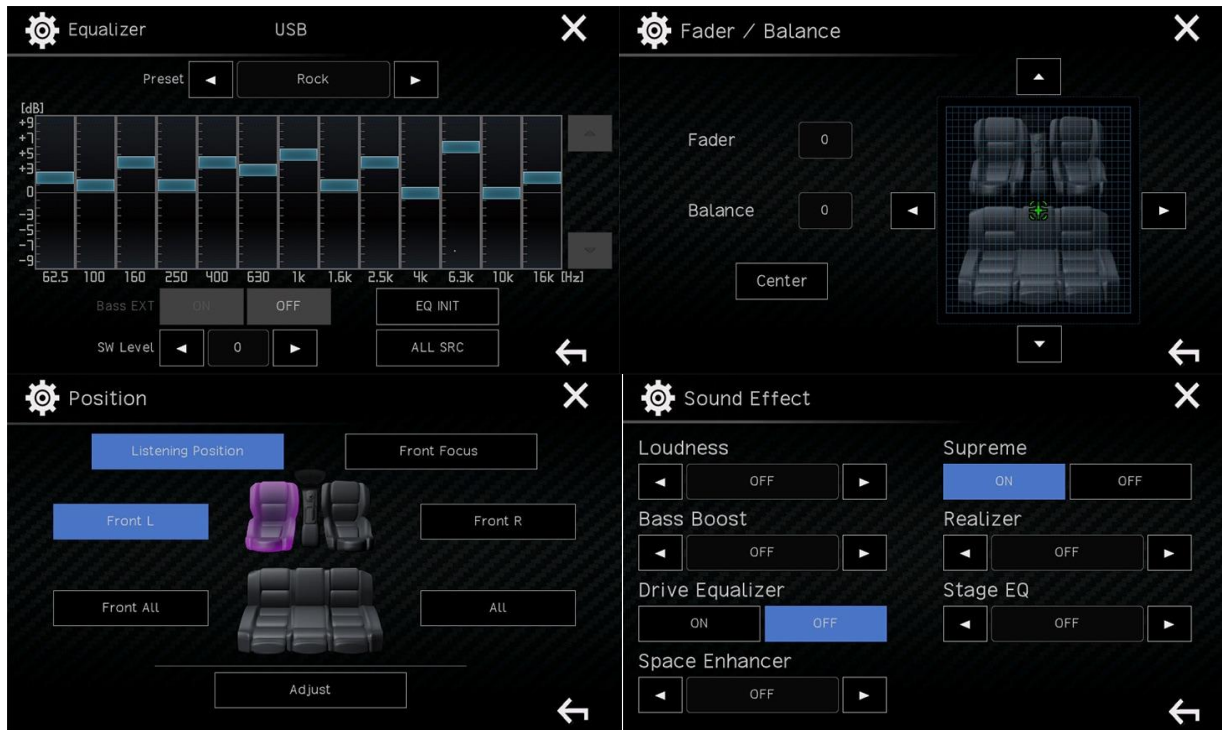 Equalizer USB
Preset ◄ Rock ►
[dB]
+9
+7
+5
+3
0
-3
-5
-7
-9
62.5 100 160 250 400 630 1k 1.6k 2.5k 4k 6.3k 10k 16k [Hz]
Bass EXT ON OFF EQ INIT
SW Level ◄ 0 ► ALL SRC
Fader / Balance
Fader 0
Balance 0
Center
Position
Listening Position Front Focus
Front L Front R
Front All All
Adjust
Sound Effect
Loudness Supreme
◄ OFF ► ON OFF
Bass Boost Realizer
◄ OFF ► ◄ OFF ►
Drive Equalizer Stage EQ
ON OFF ◄ OFF ►
Space Enhancer
◄ OFF ►